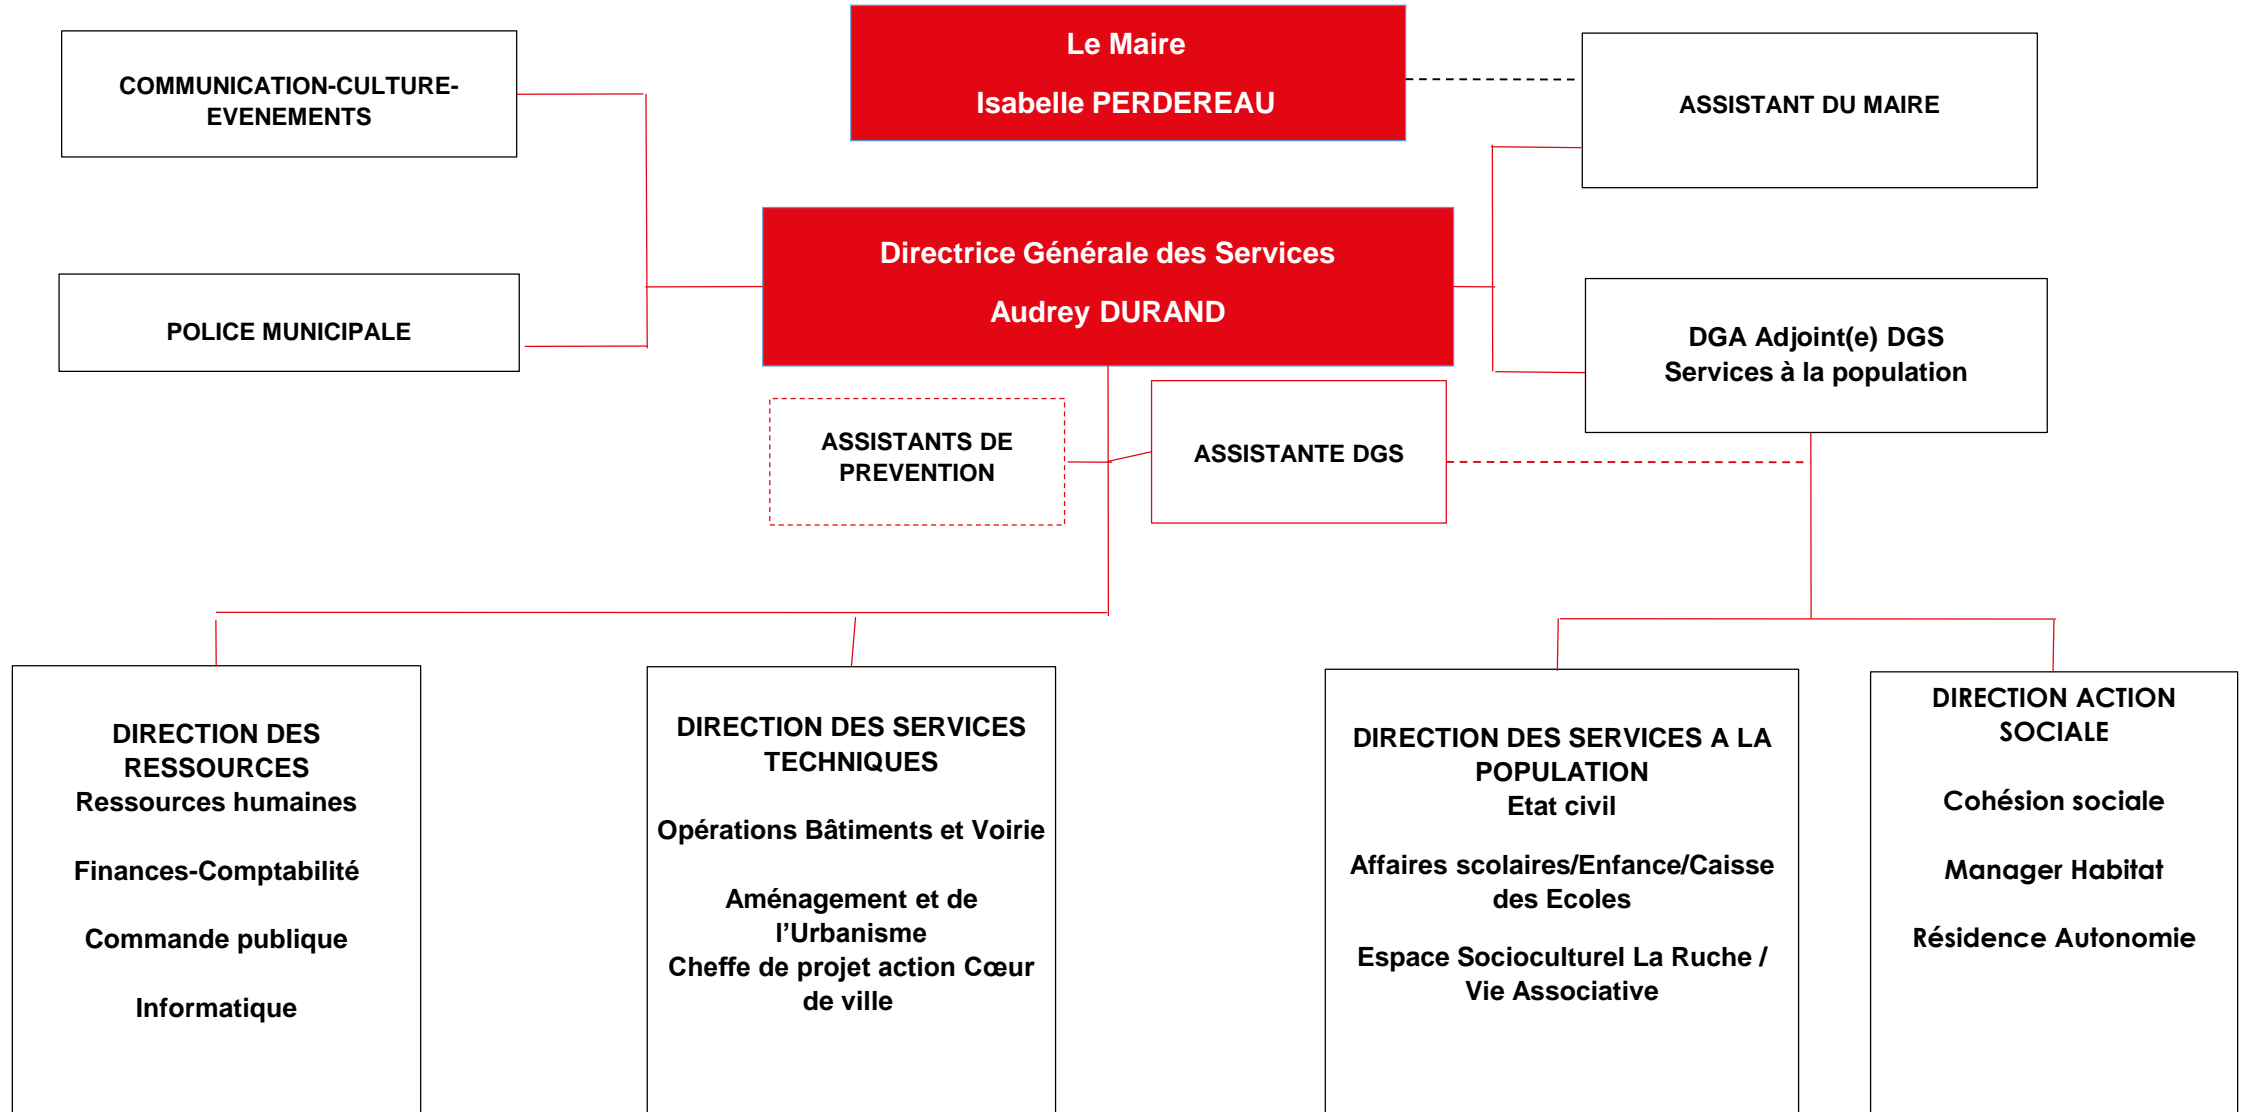 Le Maire
Isabelle PERDEREAU
COMMUNICATION-CULTURE-
EVENEMENTS
ASSISTANT DU MAIRE
Directrice Générale des Services
Audrey DURAND
POLICE MUNICIPALE
DGA Adjoint(e) DGS
Services à la population
ASSISTANTS DE
PREVENTION
ASSISTANTE DGS
DIRECTION DES
RESSOURCES
Ressources humaines
Finances-Comptabilité
Commande publique
Informatique
DIRECTION DES SERVICES
TECHNIQUES
Opérations Bâtiments et Voirie
Aménagement et de
l’Urbanisme
Cheffe de projet action Cœur
de ville
DIRECTION DES SERVICES A LA
POPULATION
Etat civil
Affaires scolaires/Enfance/Caisse
des Ecoles
Espace Socioculturel La Ruche /
Vie Associative
DIRECTION ACTION
SOCIALE
Cohésion sociale
Manager Habitat
Résidence Autonomie